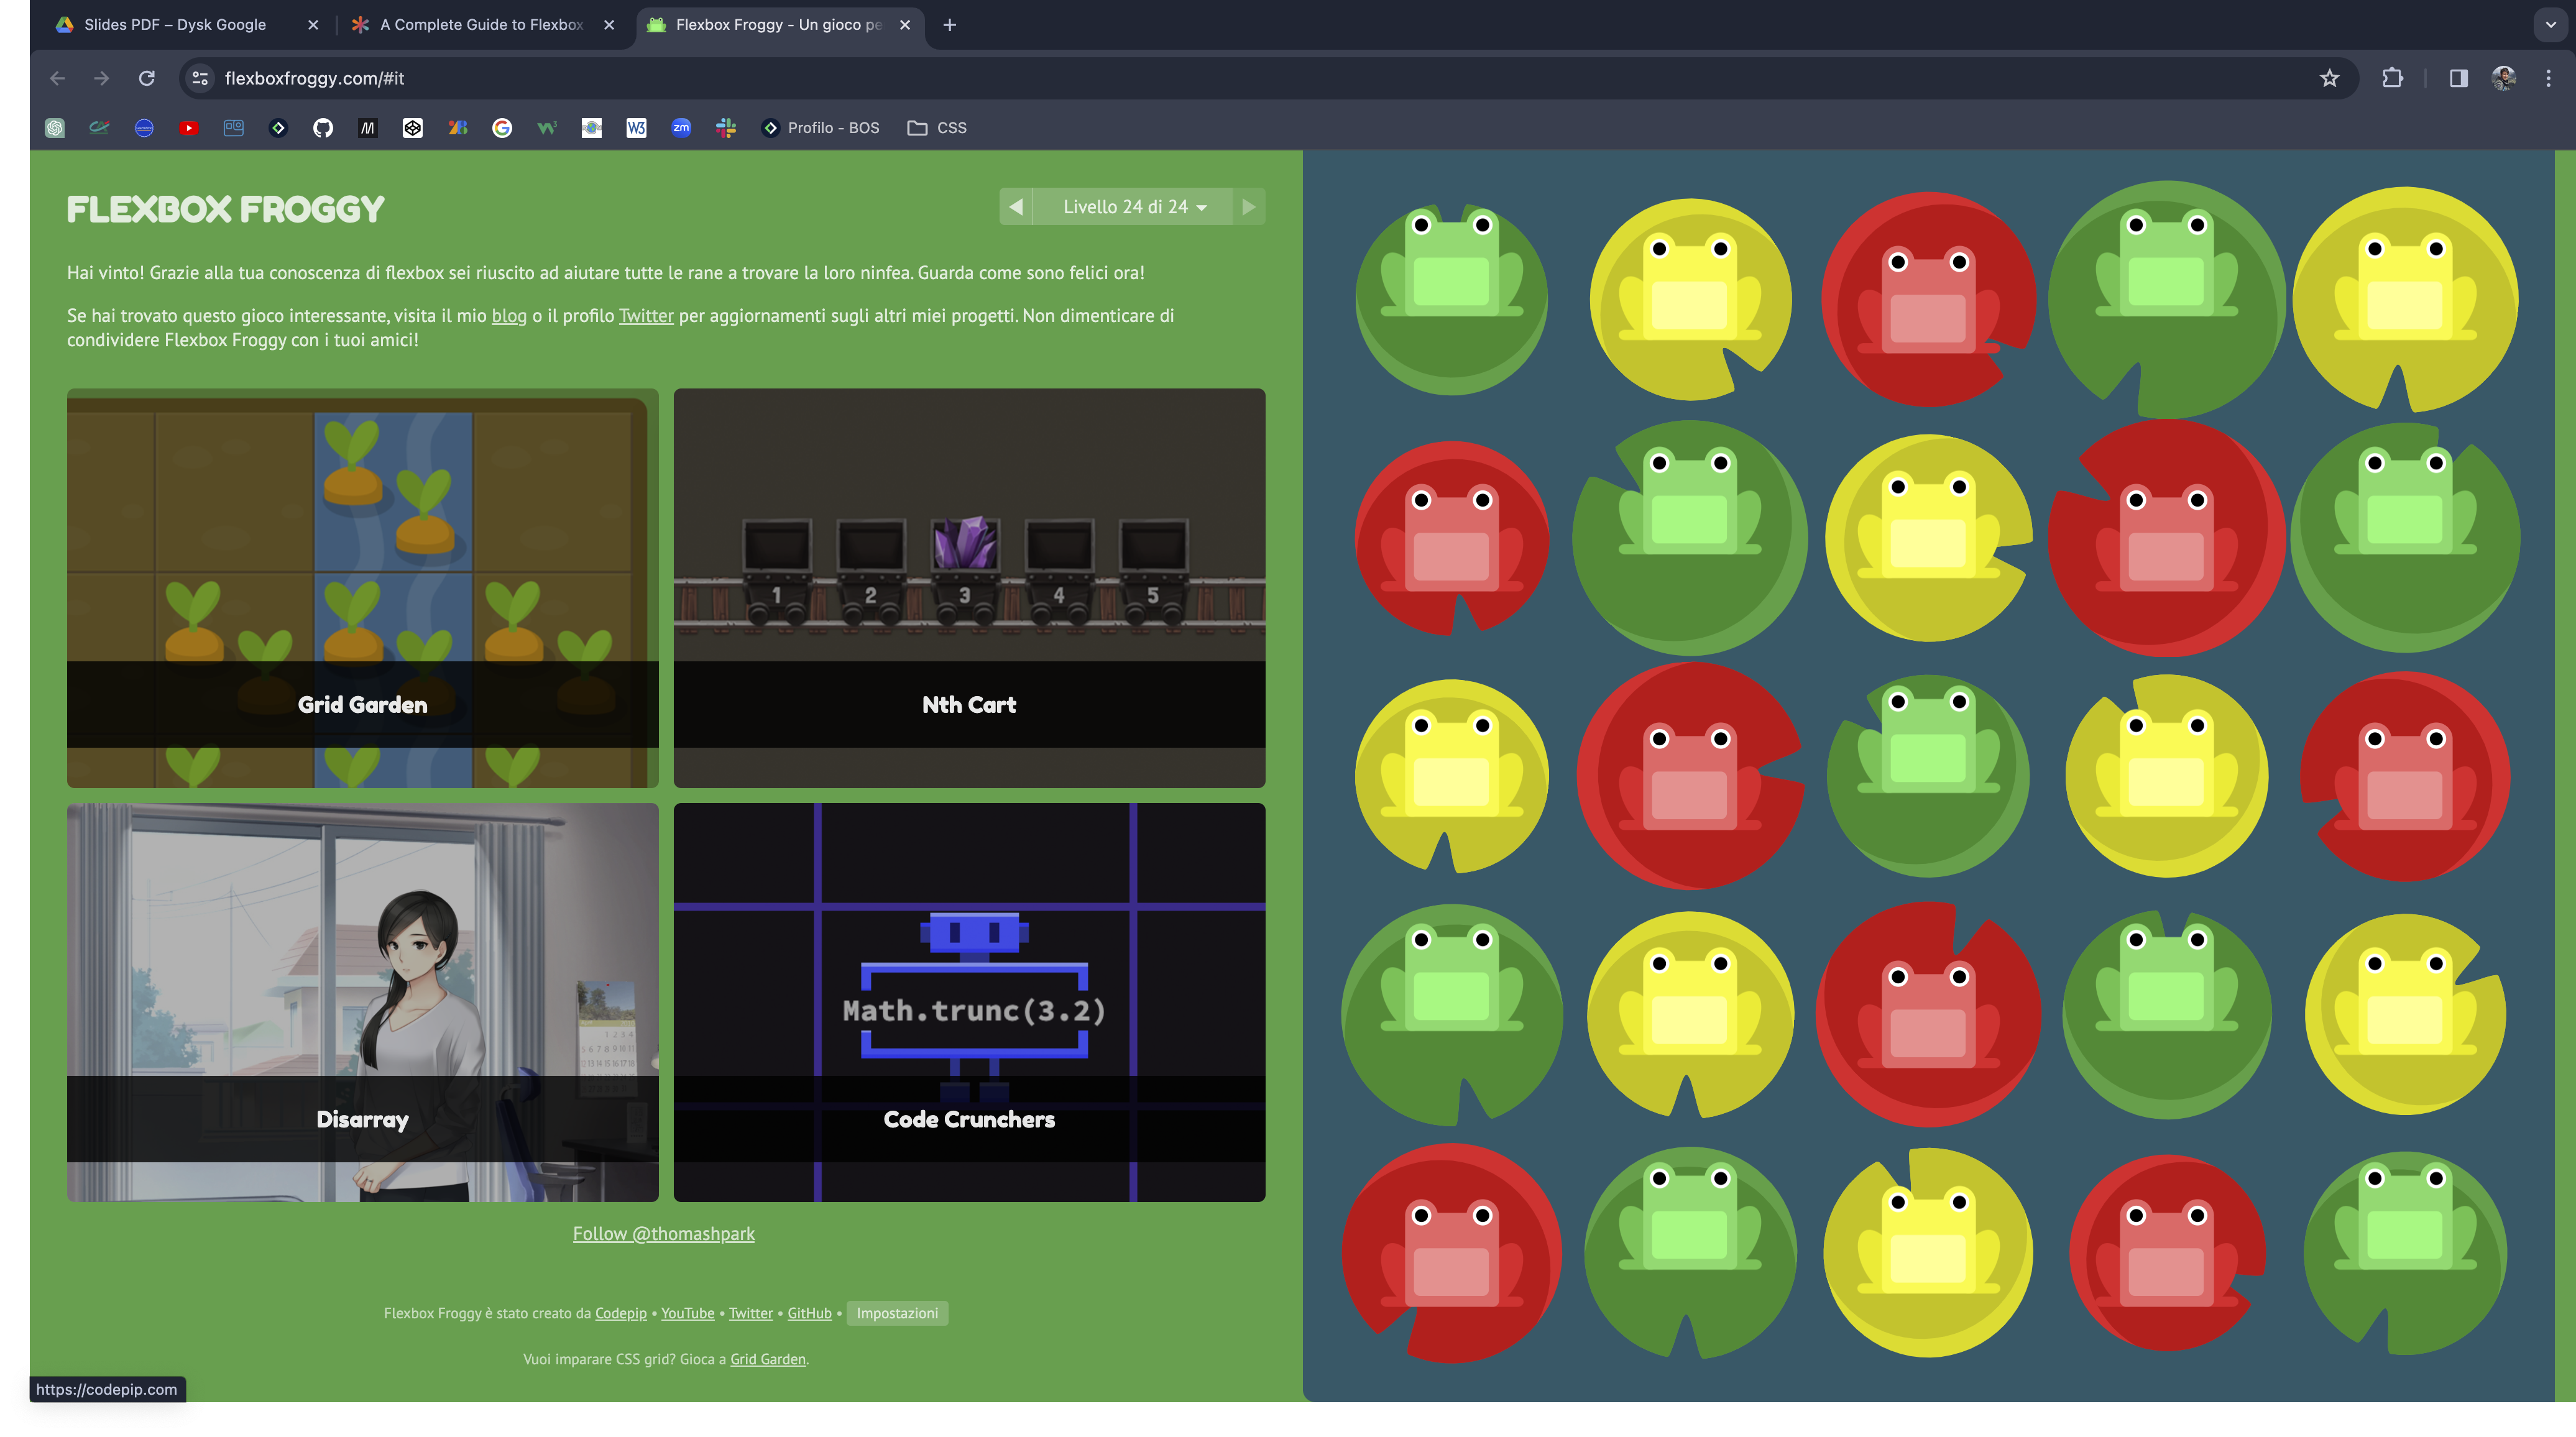 Slides PDF – Dysk Google
A Complete Guide to Flexbox
Flexbox Froggy - Un gioco pe
flexboxfroggy.com/#it
W3
zm
Profilo - BOS
CSS
FLEXBOX FROGGY
Livello 24 di 24
Hai vinto! Grazie alla tua conoscenza di flexbox sei riuscito ad aiutare tutte le rane a trovare la loro ninfea. Guarda come sono felici ora!
Se hai trovato questo gioco interessante, visita il mio blog o il profilo Twitter per aggiornamenti sugli altri miei progetti. Non dimenticare di
condividere Flexbox Froggy con i tuoi amici!
1 2 3 4 5
Grid Garden
Nth Cart
Math.trunc(3.2)
Disarray
Code Crunchers
Follow @thomashpark
Flexbox Froggy è stato creato da Codepip • YouTube • Twitter • GitHub • Impostazioni
Vuoi imparare CSS grid? Gioca a Grid Garden.
https://codepip.com